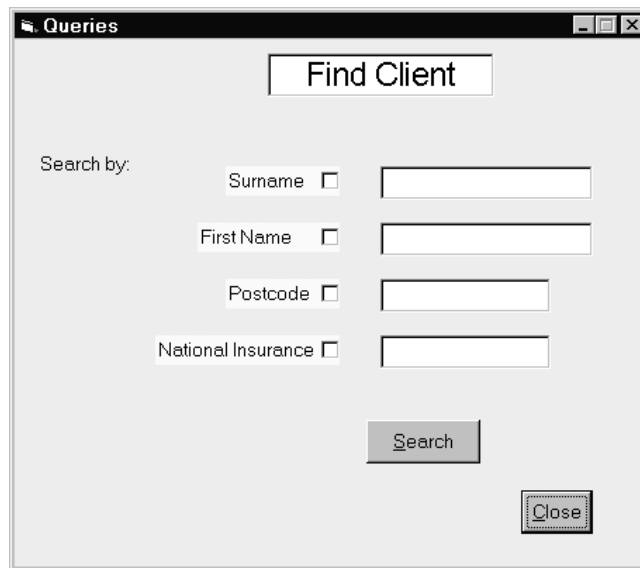 Queries
Find Client
Search by:
Surname
First Name
Postcode
National Insurance
Search
Close